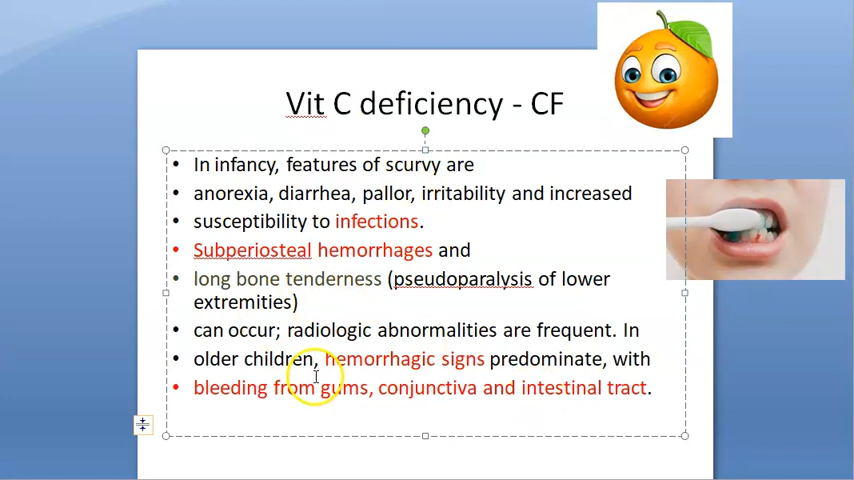 Vit C deficiency - CF
• In infancy, features of scurvy are
• anorexia, diarrhea, pallor, irritability and increased
• susceptibility to infections.
• Subperiosteal hemorrhages and
• long bone tenderness (pseudoparalysis of lower
extremities)
• can occur; radiologic abnormalities are frequent. In
• older children, hemorrhagic signs predominate, with
• bleeding from gums, conjunctiva and intestinal tract.